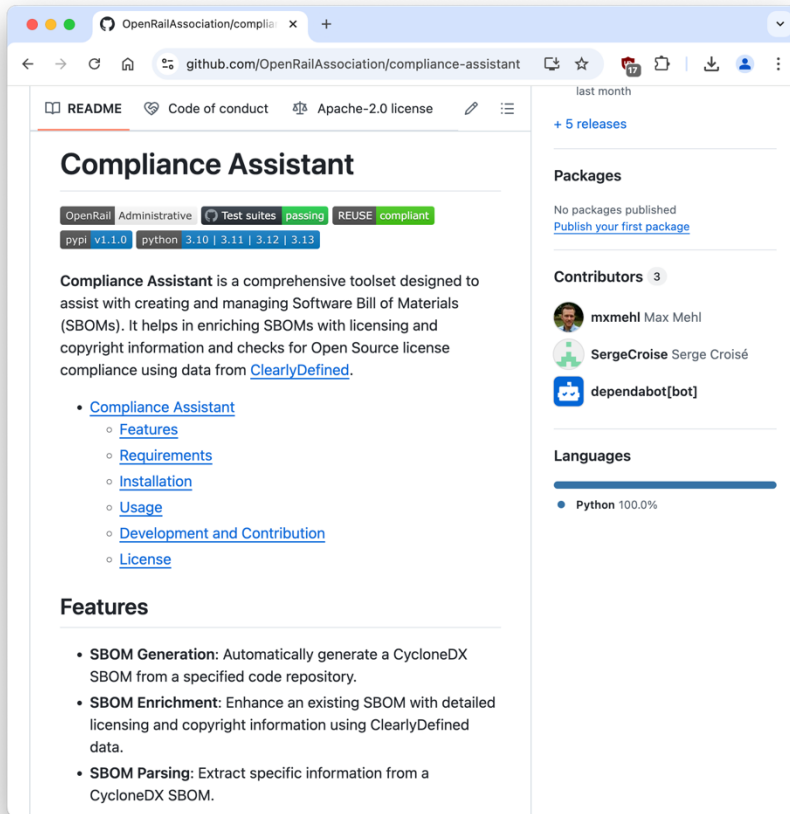 OpenRailAssociation/complian
github.com/OpenRailAssociation/compliance-assistant
17
README
Code of conduct
Apache-2.0 license
Compliance Assistant
OpenRail Administrative
Test suites passing
REUSE compliant
pypi v1.1.0
python 3.10 | 3.11 | 3.12 | 3.13
Compliance Assistant is a comprehensive toolset designed to
assist with creating and managing Software Bill of Materials
(SBOMs). It helps in enriching SBOMs with licensing and
copyright information and checks for Open Source license
compliance using data from ClearlyDefined.
• Compliance Assistant
◦ Features
◦ Requirements
◦ Installation
◦ Usage
◦ Development and Contribution
◦ License
Features
• SBOM Generation: Automatically generate a CycloneDX
SBOM from a specified code repository.
• SBOM Enrichment: Enhance an existing SBOM with detailed
licensing and copyright information using ClearlyDefined
data.
• SBOM Parsing: Extract specific information from a
CycloneDX SBOM.
last month
+ 5 releases
Packages
No packages published
Publish your first package
Contributors 3
mxmehl Max Mehl
SergeCroise Serge Croisé
dependabot[bot]
Languages
Python 100.0%